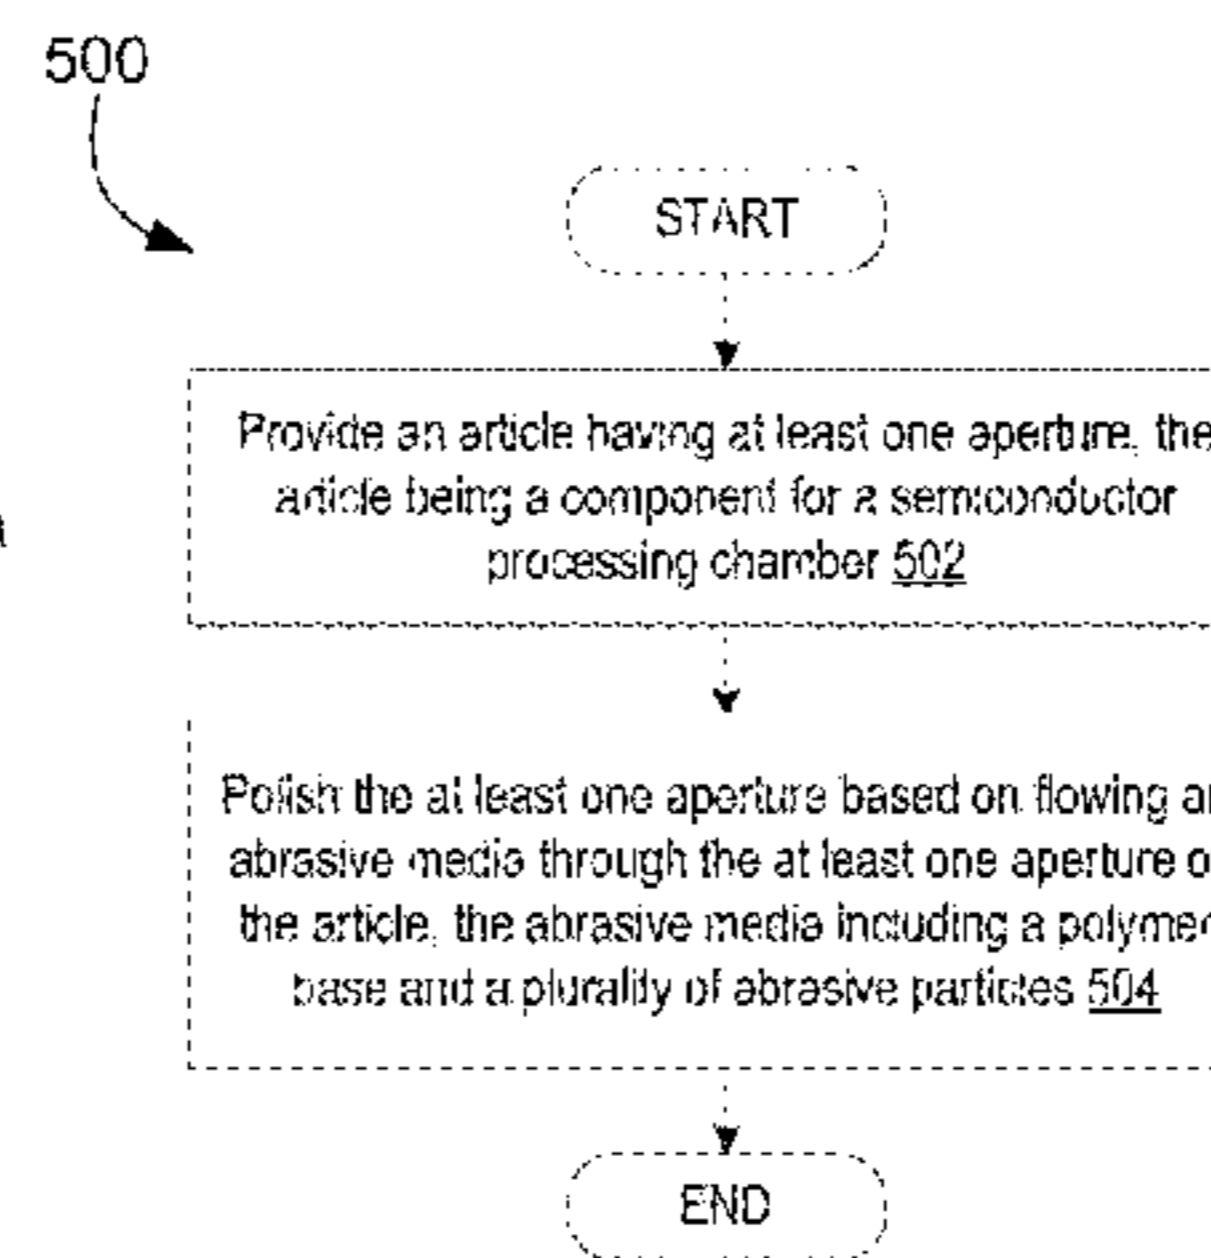 500
START
Provide an article having at least one aperture, the
article being a component for a semiconductor
processing chamber 502
Polish the at least one aperture based on flowing
abrasive media through the at least one aperture
the article, the abrasive media including a polymer
base and a plurality of abrasive particles 504
END